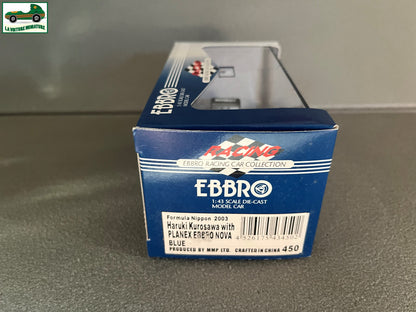 LA VOITURE MINIATURE
EBBRO
RACING
EBBRO RACING CAR COLLECTION
EBBRO
1:43 SCALE DIE-CAST
MODEL CAR
Formula Nippon 2003
Haruki Kurosawa with
PLANEX EBBRO NOVA
BLUE
PRODUCED BY MMP LTD. CRAFTED IN CHINA 450